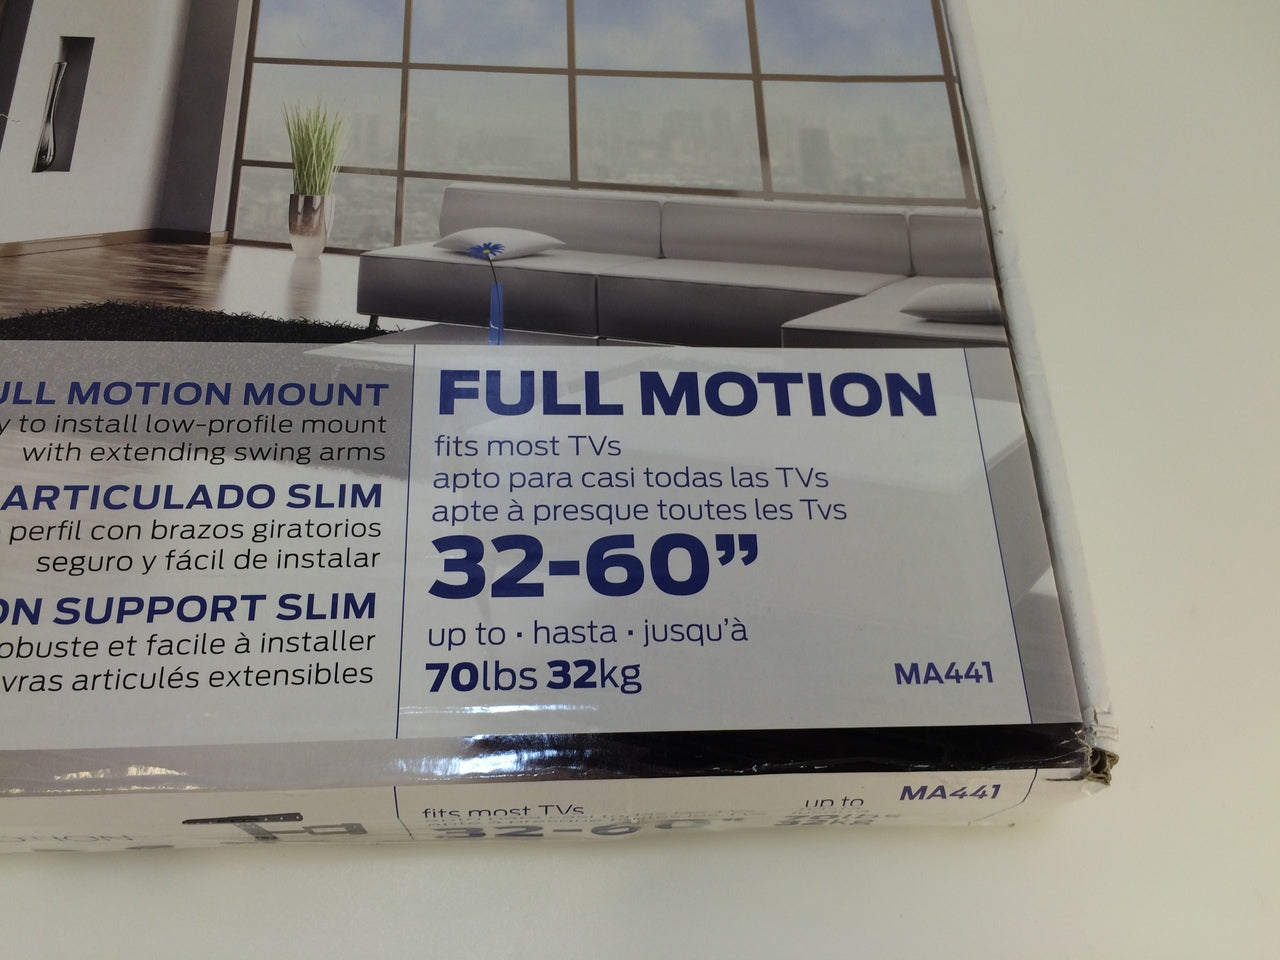 ULL MOTION MOUNT
y to install low-profile mount
with extending swing arms
ARTICULADO SLIM
perfil con brazos giratorios
seguro y fácil de instalar
ON SUPPORT SLIM
obuste et facile à installer
vras articulés extensibles
FULL MOTION
fits most TVs
apto para casi todas las TVs
apte à presque toutes les Tvs
32-60”
up to · hasta · jusqu’à
70lbs 32kg
MA441
fits most TVs
32-60”
up to
MA441